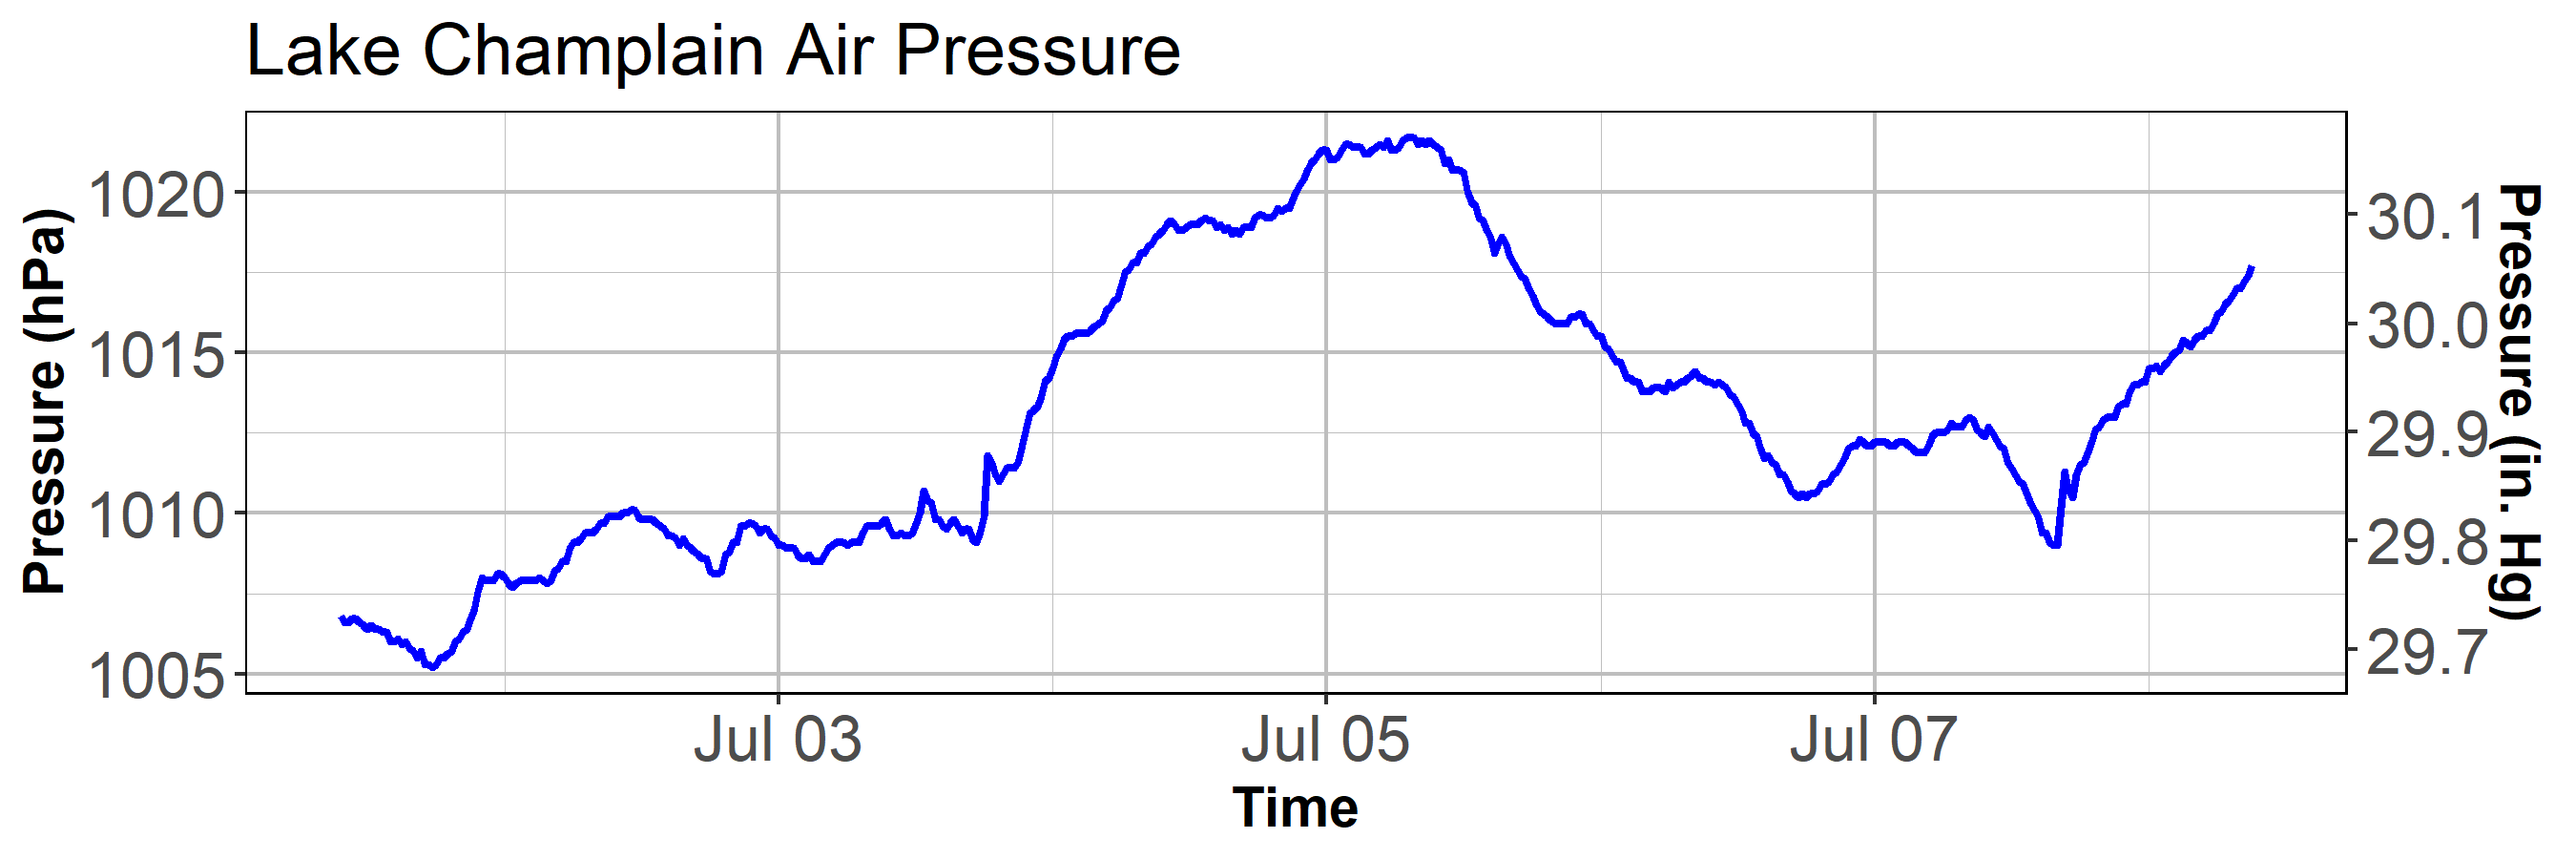 Lake Champlain Air Pressure
Pressure (hPa)
1020
1015
1010
1005
30.1
30.0
29.9
29.8
29.7
Pressure (in. Hg)
Jul 03 Jul 05 Jul 07
Time